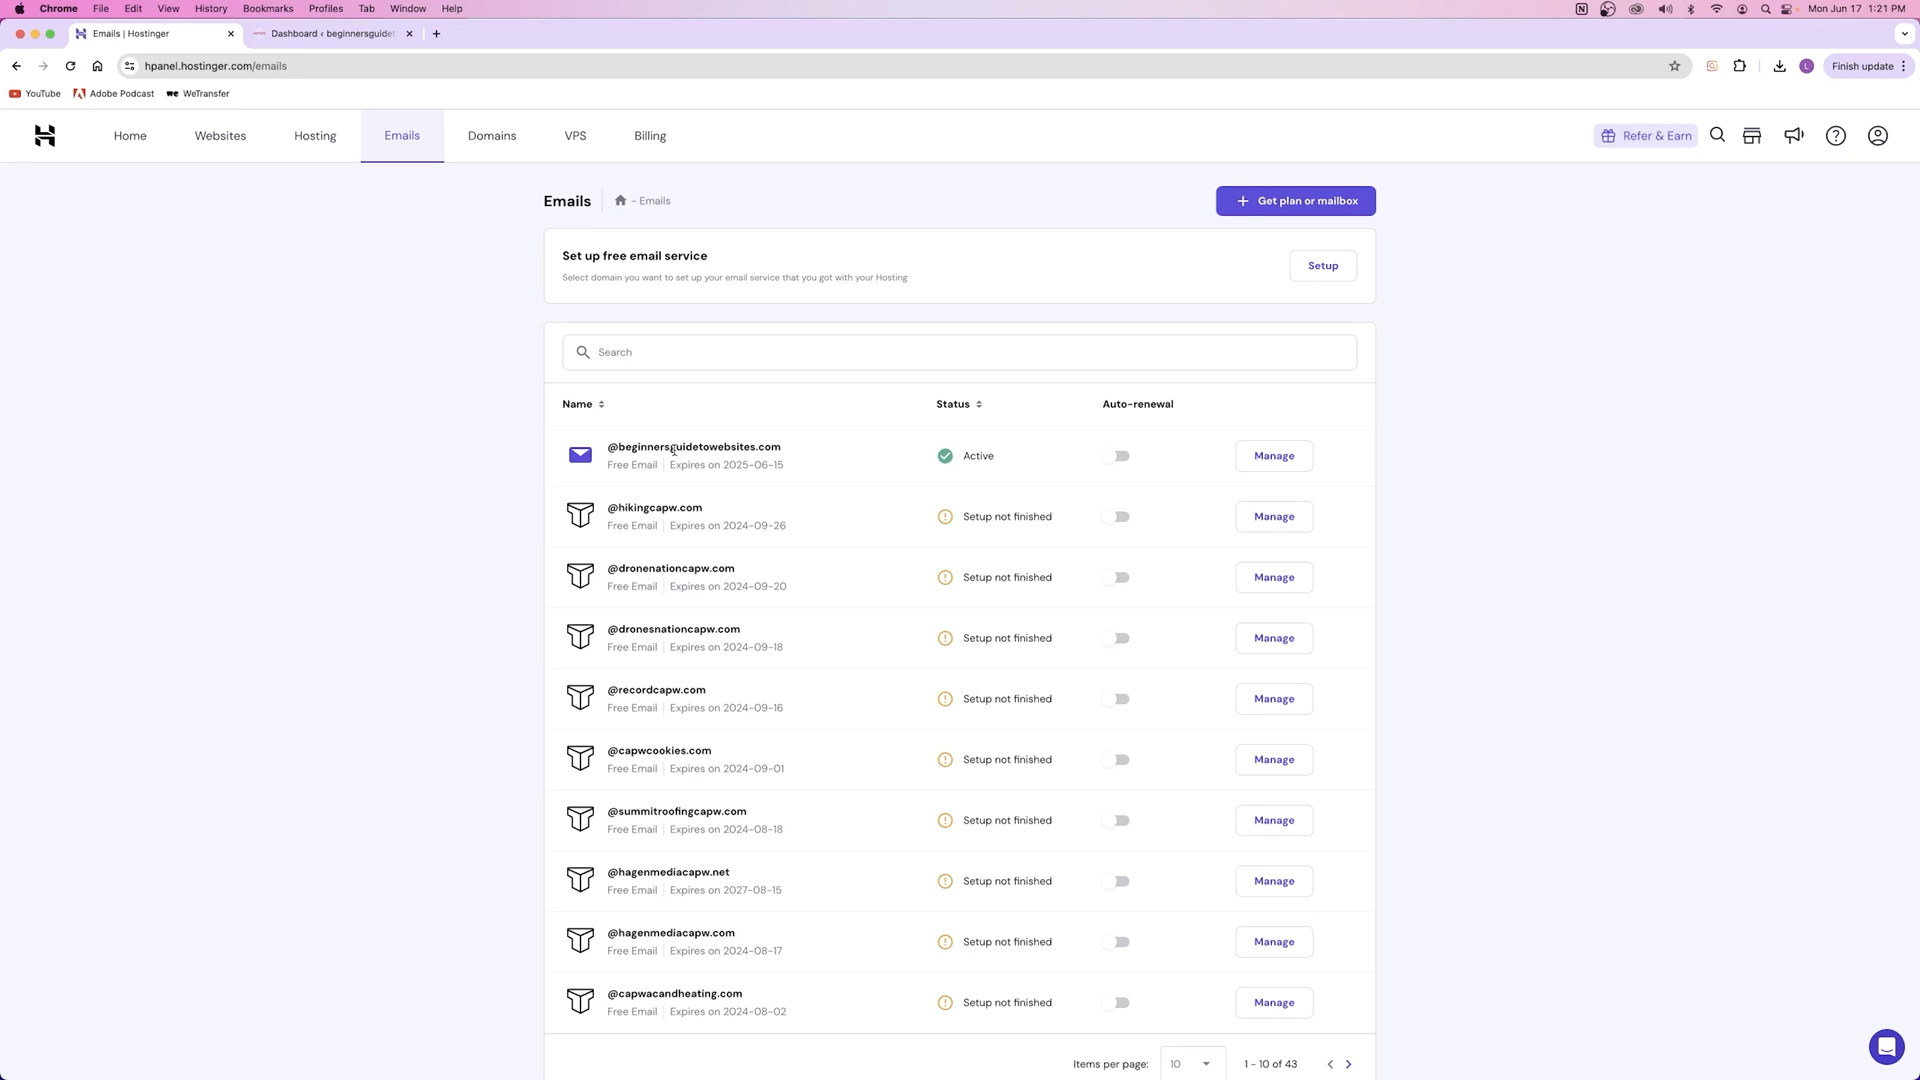 Chrome File Edit View History Bookmarks Profiles Tab Window Help Mon Jun 17 1:21 PM
Emails | Hostinger Dashboard ‹ beginnersguidet
hpanel.hostinger.com/emails Finish update
YouTube Adobe Podcast WeTransfer
Home Websites Hosting Emails Domains VPS Billing Refer & Earn
Emails - Emails Get plan or mailbox
Set up free email service
Select domain you want to set up your email service that you got with your Hosting
Setup
Search
Name Status Auto-renewal
@beginnersguidetowebsites.com
Free Email Expires on 2025-06-15
Active Manage
@hikingcapw.com
Free Email Expires on 2024-09-26
Setup not finished Manage
@dronenationcapw.com
Free Email Expires on 2024-09-20
Setup not finished Manage
@dronesnationcapw.com
Free Email Expires on 2024-09-18
Setup not finished Manage
@recordcapw.com
Free Email Expires on 2024-09-16
Setup not finished Manage
@capwcookies.com
Free Email Expires on 2024-09-01
Setup not finished Manage
@summitroofingcapw.com
Free Email Expires on 2024-08-18
Setup not finished Manage
@hagenmediacapw.net
Free Email Expires on 2027-08-15
Setup not finished Manage
@hagenmediacapw.com
Free Email Expires on 2024-08-17
Setup not finished Manage
@capwacandheating.com
Free Email Expires on 2024-08-02
Setup not finished Manage
Items per page: 10 1 - 10 of 43